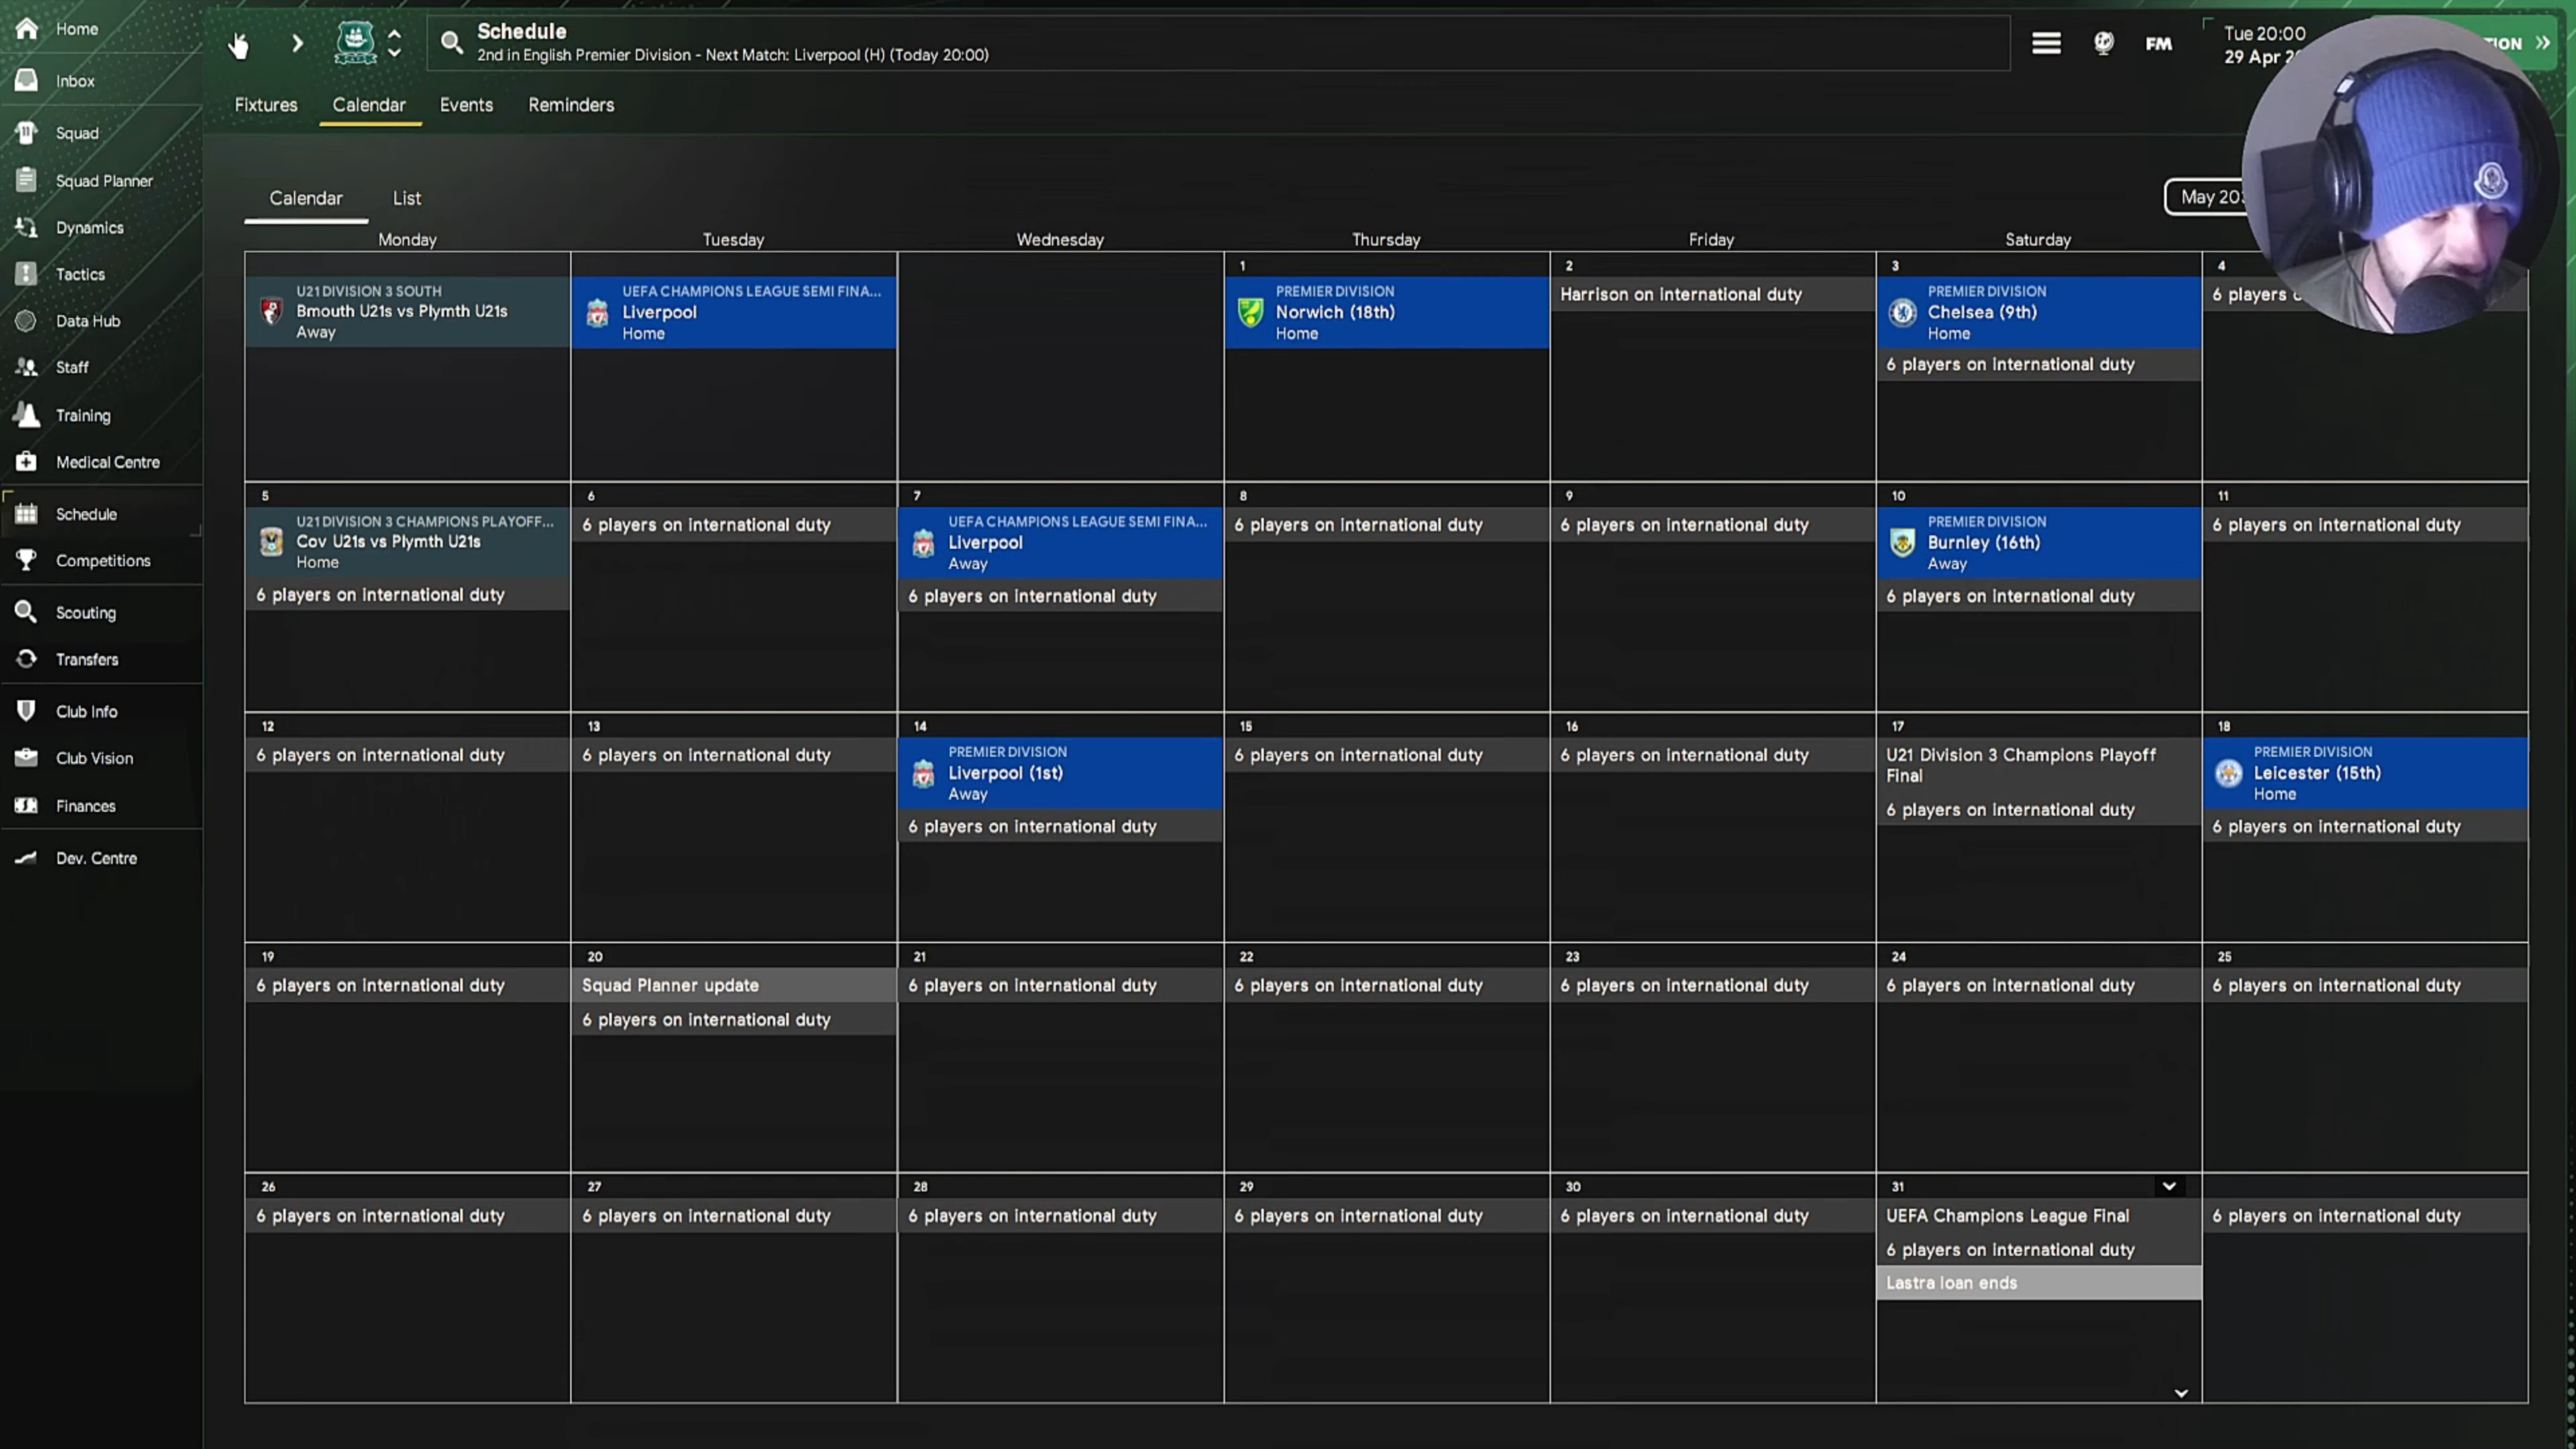 Home
Inbox
Squad
Squad Planner
Dynamics
Tactics
Data Hub
Staff
Training
Medical Centre
Schedule
Competitions
Scouting
Transfers
Club Info
Club Vision
Finances
Dev. Centre
Schedule
2nd in English Premier Division - Next Match: Liverpool (H) (Today 20:00)
FM
Tue 20:00
29 Apr
Fixtures
Calendar
Events
Reminders
Calendar
List
May
Monday
Tuesday
Wednesday
Thursday
Friday
Saturday
U21 DIVISION 3 SOUTH
Bmouth U21s vs Plymth U21s
Away
UEFA CHAMPIONS LEAGUE SEMI FINA...
Liverpool
Home
1
PREMIER DIVISION
Norwich (18th)
Home
2
Harrison on international duty
3
PREMIER DIVISION
Chelsea (9th)
Home
6 players on international duty
4
6 players
5
U21 DIVISION 3 CHAMPIONS PLAYOFF...
Cov U21s vs Plymth U21s
Home
6 players on international duty
6
6 players on international duty
7
UEFA CHAMPIONS LEAGUE SEMI FINA...
Liverpool
Away
6 players on international duty
8
6 players on international duty
9
6 players on international duty
10
PREMIER DIVISION
Burnley (16th)
Away
6 players on international duty
11
6 players on international duty
12
6 players on international duty
13
6 players on international duty
14
PREMIER DIVISION
Liverpool (1st)
Away
6 players on international duty
15
6 players on international duty
16
6 players on international duty
17
U21 Division 3 Champions Playoff
Final
6 players on international duty
18
PREMIER DIVISION
Leicester (15th)
Home
6 players on international duty
19
6 players on international duty
20
Squad Planner update
6 players on international duty
21
6 players on international duty
22
6 players on international duty
23
6 players on international duty
24
6 players on international duty
25
6 players on international duty
26
6 players on international duty
27
6 players on international duty
28
6 players on international duty
29
6 players on international duty
30
6 players on international duty
31
UEFA Champions League Final
6 players on international duty
Lastra loan ends
6 players on international duty